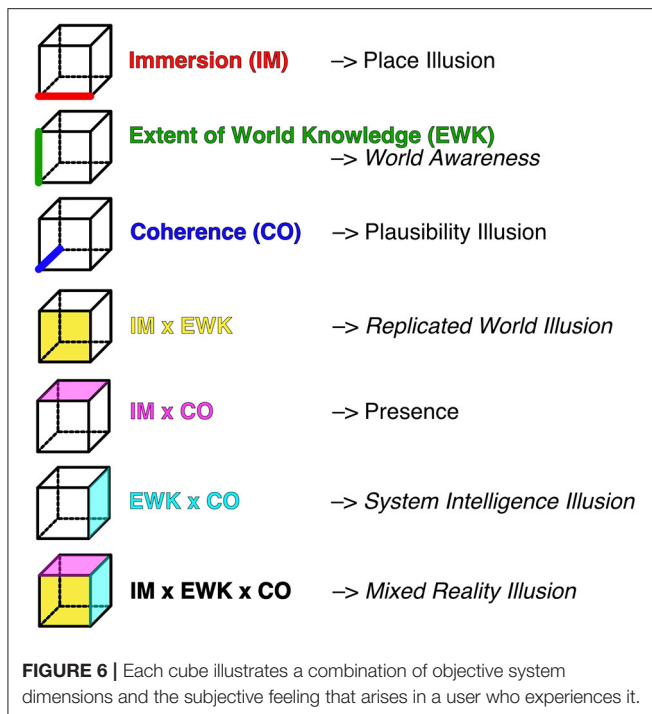 Immersion (IM) –> Place Illusion
Extent of World Knowledge (EWK)
–> World Awareness
Coherence (CO) –> Plausibility Illusion
IM x EWK –> Replicated World Illusion
IM x CO –> Presence
EWK x CO –> System Intelligence Illusion
IM x EWK x CO –> Mixed Reality Illusion
FIGURE 6 | Each cube illustrates a combination of objective system
dimensions and the subjective feeling that arises in a user who experiences it.